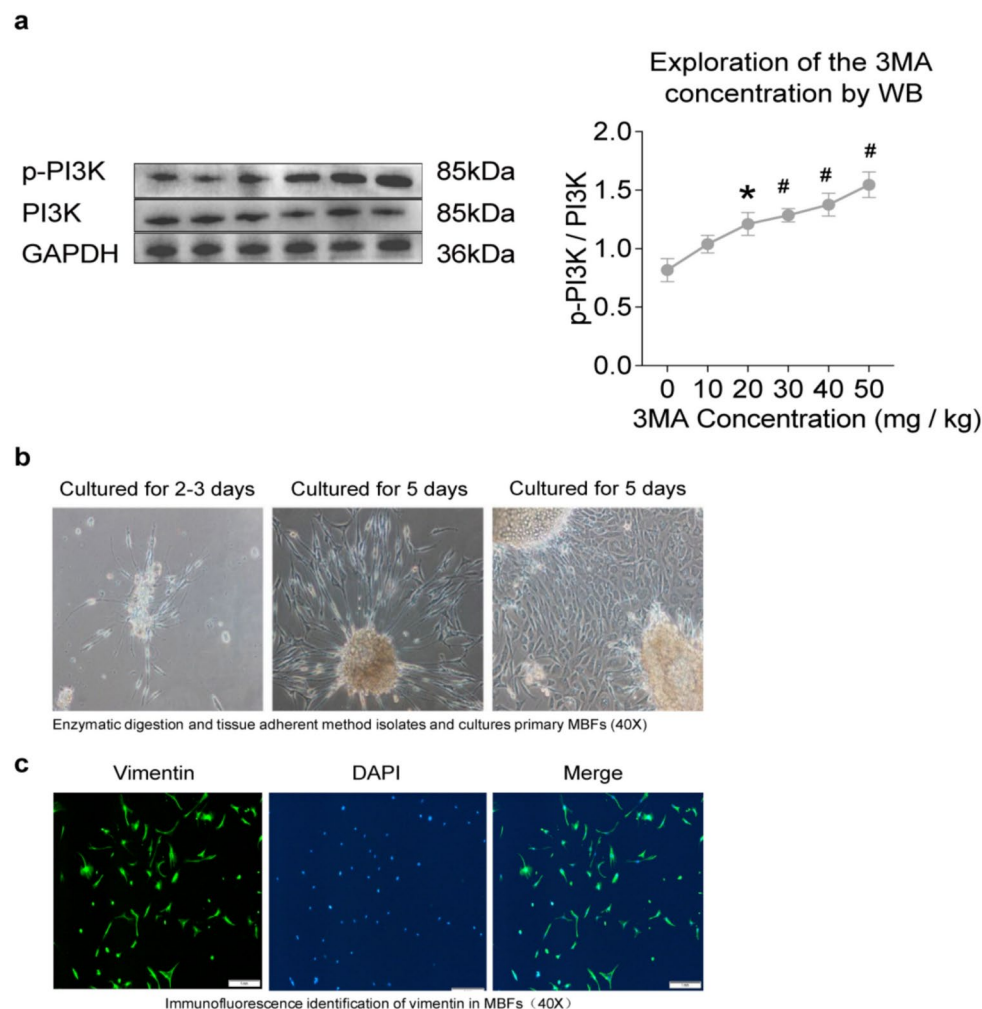 a
Exploration of the 3MA
concentration by WB
p-PI3K
85kDa
PI3K
85kDa
GAPDH
36kDa
p-PI3K / PI3K
2.0
1.5
1.0
0.5
0.0
*
#
#
#
0 10 20 30 40 50
3MA Concentration (mg / kg)
b
Cultured for 2-3 days
Cultured for 5 days
Cultured for 5 days
Enzymatic digestion and tissue adherent method isolates and cultures primary MBFs (40X)
c
Vimentin
DAPI
Merge
Immunofluorescence identification of vimentin in MBFs（40X）